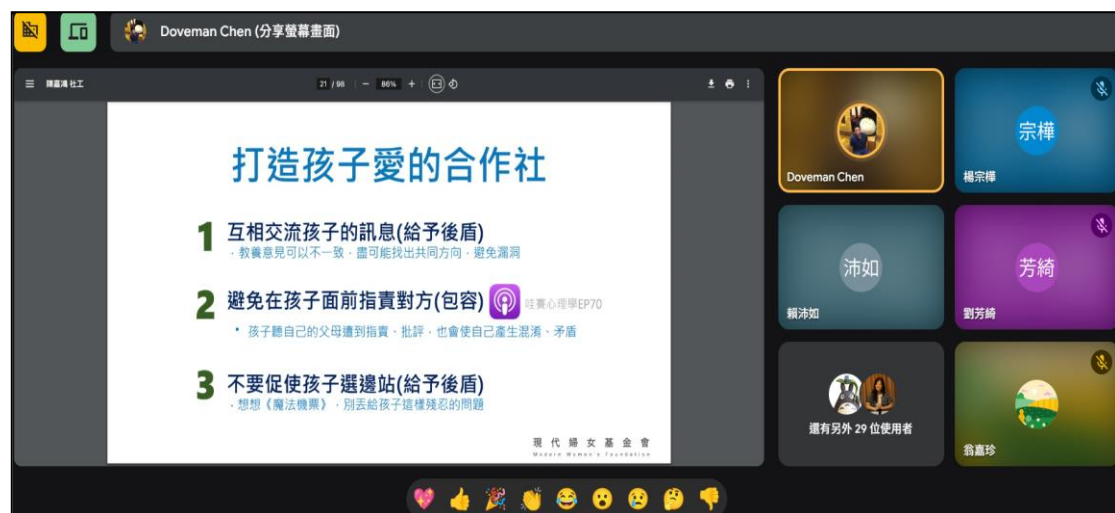 Doveman Chen (分享螢幕畫面)
陳嘉鴻 社工
21 / 98
86%
打造孩子愛的合作社
1 互相交流孩子的訊息(給予後盾)
・教養意見可以不一致，盡可能找出共同方向，避免漏洞
2 避免在孩子面前指責對方(包容) 哇賽心理學EP70
• 孩子聽自己的父母遭到指責、批評，也會使自己產生混淆、矛盾
3 不要促使孩子選邊站(給予後盾)
・想想《魔法機票》，別丟給孩子這樣殘忍的問題
現代婦女基金會
Modern Women's Foundation
Doveman Chen
宗樺
楊宗樺
沛如
賴沛如
芳綺
劉芳綺
還有另外 29 位使用者
翁嘉珍